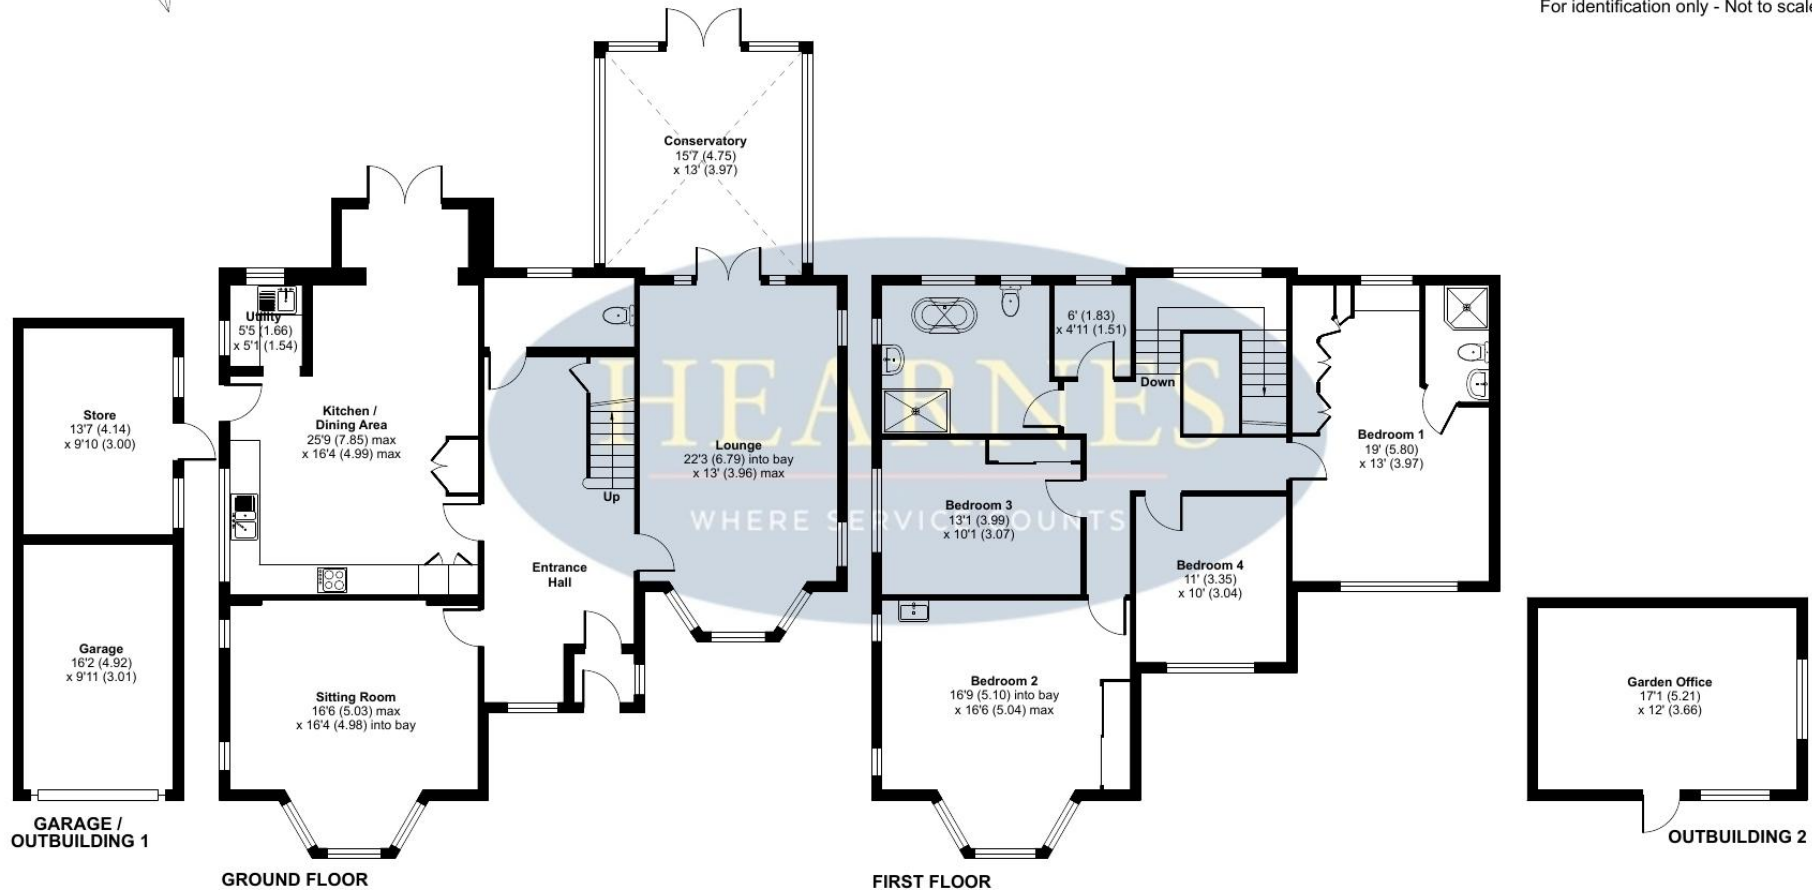 For identification only - Not to scale
Conservatory
15'7 (4.75)
x 13' (3.97)
Utility
5'5 (1.66)
x 5'1 (1.54)
Store
13'7 (4.14)
x 9'10 (3.00)
Kitchen /
Dining Area
25'9 (7.85) max
x 16'4 (4.99) max
Lounge
22'3 (6.79) into bay
x 13' (3.96) max
Up
Entrance
Hall
Garage
16'2 (4.92)
x 9'11 (3.01)
Sitting Room
16'6 (5.03) max
x 16'4 (4.98) into bay
GARAGE /
OUTBUILDING 1
GROUND FLOOR
HEARNES
WHERE SERVICE COUNTS
6' (1.83)
x 4'11 (1.51)
Down
Bedroom 1
19' (5.80)
x 13' (3.97)
Bedroom 3
13'1 (3.99)
x 10'1 (3.07)
Bedroom 4
11' (3.35)
x 10' (3.04)
Bedroom 2
16'9 (5.10) into bay
x 16'6 (5.04) max
FIRST FLOOR
Garden Office
17'1 (5.21)
x 12' (3.66)
OUTBUILDING 2